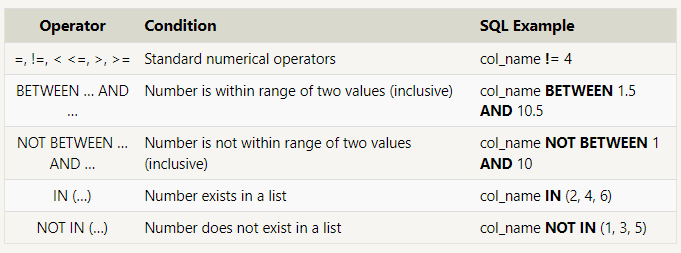 Operator Condition SQL Example
=, !=, < <=, >, >= Standard numerical operators col_name != 4
BETWEEN … AND Number is within range of two values (inclusive) col_name BETWEEN 1.5
… AND 10.5
NOT BETWEEN … Number is not within range of two values col_name NOT BETWEEN 1
AND … (inclusive) AND 10
IN (…) Number exists in a list col_name IN (2, 4, 6)
NOT IN (…) Number does not exist in a list col_name NOT IN (1, 3, 5)